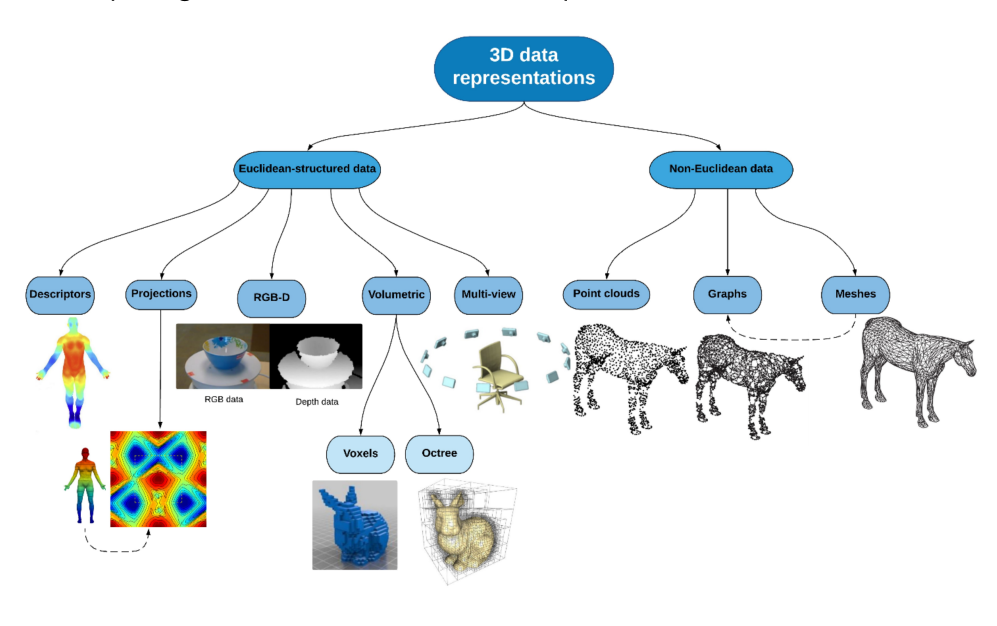 3D data
representations
Euclidean-structured data
Non-Euclidean data
Descriptors
Projections
RGB-D
Volumetric
Multi-view
Point clouds
Graphs
Meshes
RGB data
Depth data
Voxels
Octree